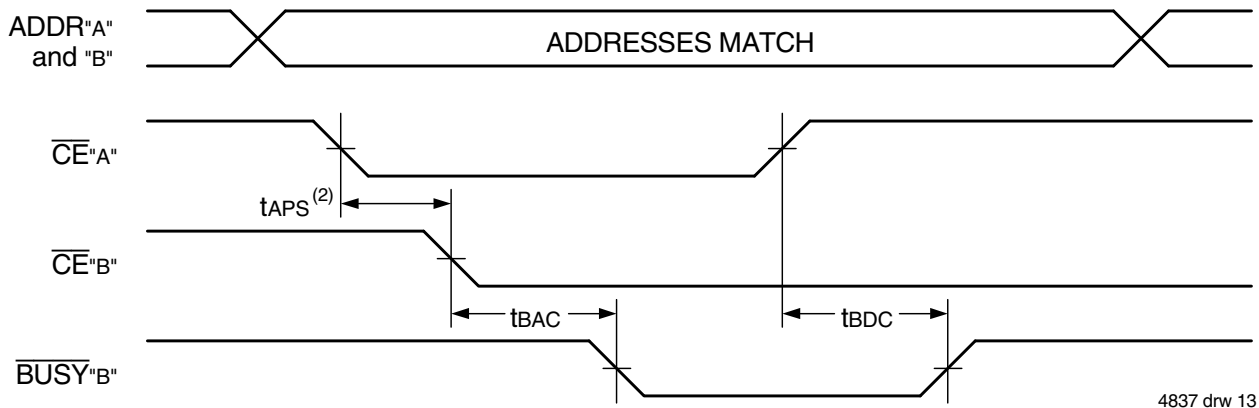 ADDR"A"
and "B"
ADDRESSES MATCH
CE"A"
tAPS (2)
CE"B"
tBAC
tBDC
BUSY"B"
4837 drw 13